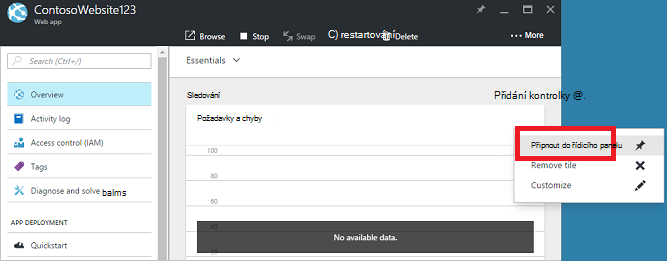 ContosoWebsite123
Web app
Browse
Stop
Swap
C) restartování
Delete
More
Search (Ctrl+/)
Essentials
Overview
Activity log
Access control (IAM)
Tags
Diagnose and solve balms
APP DEPLOYMENT
Quickstart
Sledování
Přidání kontrolky @.
Požadavky a chyby
100
80
60
40
20
No available data.
Připnout do řídicího panelu
Remove tile
Customize